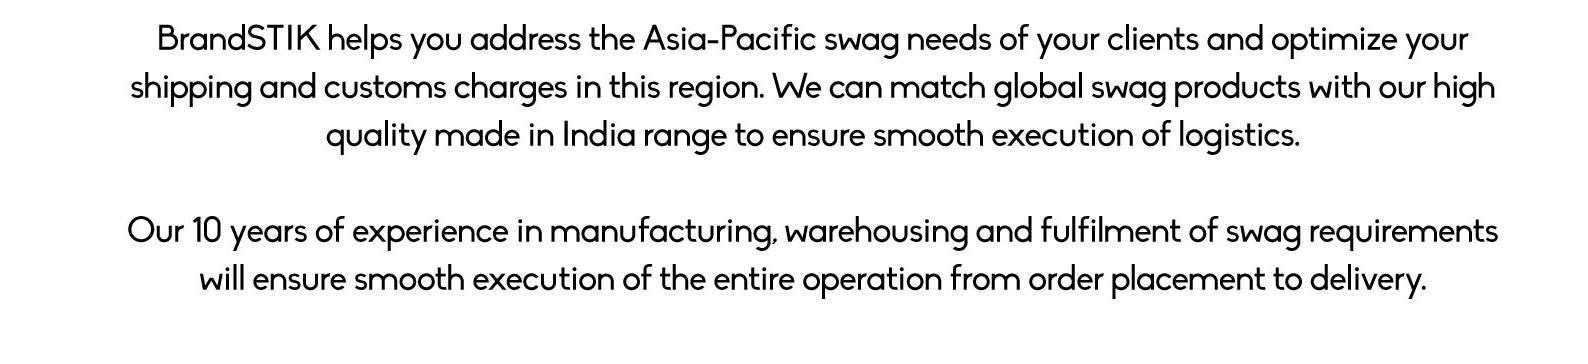 BrandSTIK helps you address the Asia-Pacific swag needs of your clients and optimize your
shipping and customs charges in this region. We can match global swag products with our high
quality made in India range to ensure smooth execution of logistics.
Our 10 years of experience in manufacturing, warehousing and fulfilment of swag requirements
will ensure smooth execution of the entire operation from order placement to delivery.